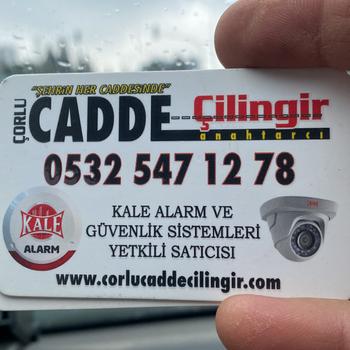 "ŞEHRİN HER CADDESİNDE"
ÇORLU
CADDE Çilingir
anahtarcı
0532 547 12 78
KALE
ALARM
KALE ALARM VE
GÜVENLİK SİSTEMLERİ
YETKİLİ SATICISI
www.corlucaddecilingir.com